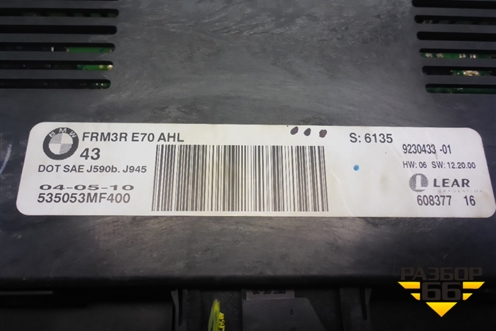 BMW
FRM3R E70 AHL
43
DOT SAE J590b. J945
04-05-10
535053MF400
S: 6135
9230433 -01
HW: 06 SW: 12.20.00
LEAR
608377 16
РАЗБОР
66